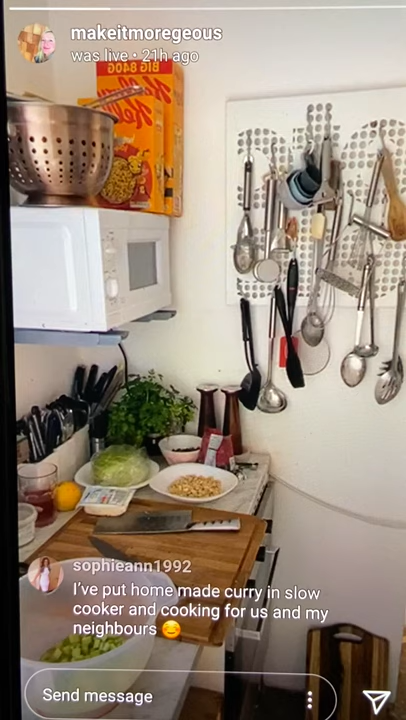 makeitmoregeous
was live • 21h ago
BIG 840G
sophieann1992
I've put home made curry in slow
cooker and cooking for us and my
neighbours 😊
Send message